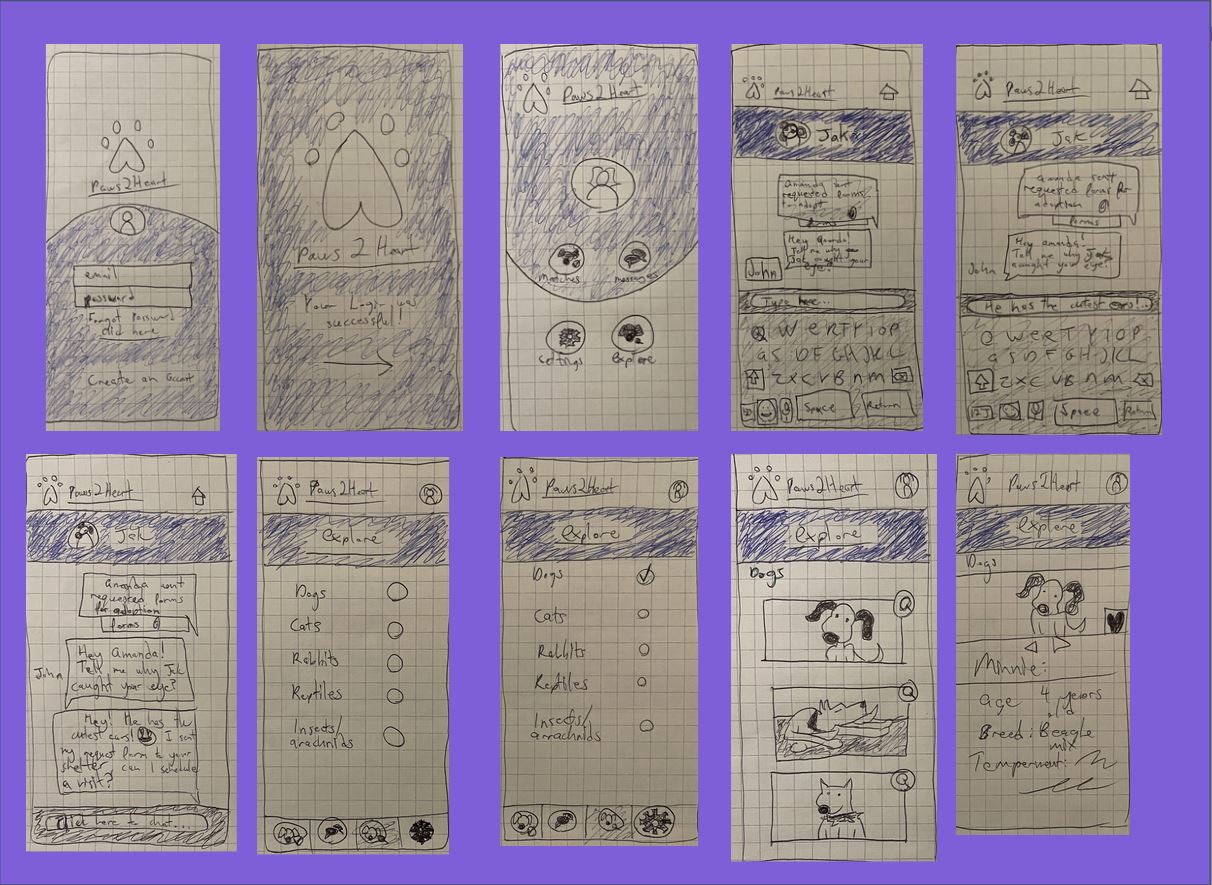 Paws2Heart
email
password
Forgot Password
click here
Create an Account
Paws 2 Heart
Your Login was
successful!
Paws2Heart
Matches
messages
Settings
Explore
Paws2Heart
Jak
Amanda sent
requested forms
for adopt
forms
Hey Amanda!
Tell me why
Jak caught your
eye?
John
Type here...
Q W e R T Y I O P
a S D F G H J K L
Z X C V B n m
Space
Return
Paws2Heart
Jak
Amanda sent
requested forms for
adoption
forms
Hey amanda!
Tell me why Jak
caught your eye?
John
He has the cutest ears!..
Q W e R T Y I O P
a S D F G H J K L
Z X C V B n m
123
Space
Return
Paws2Heart
Jak
Amanda sent
requested forms
for adoption
forms
Hey Amanda!
Tell me why Jak
caught your eye?
John
Hey! He has the
cutest ears! I sent
my request form to your
shelter can I schedule
a visit?
Click here to chat...
Paws2Heart
explore
Dogs
Cats
Rabbits
Reptiles
Insects/
arachnids
Paws2Heart
explore
Dogs
Cats
Rabbits
Reptiles
Insects/
arrachnids
Paws2Heart
explore
Dogs
Paws2Heart
explore
Dogs
Minnie:
age 4 years
old
Breed: Beagle
mix
Temperment: